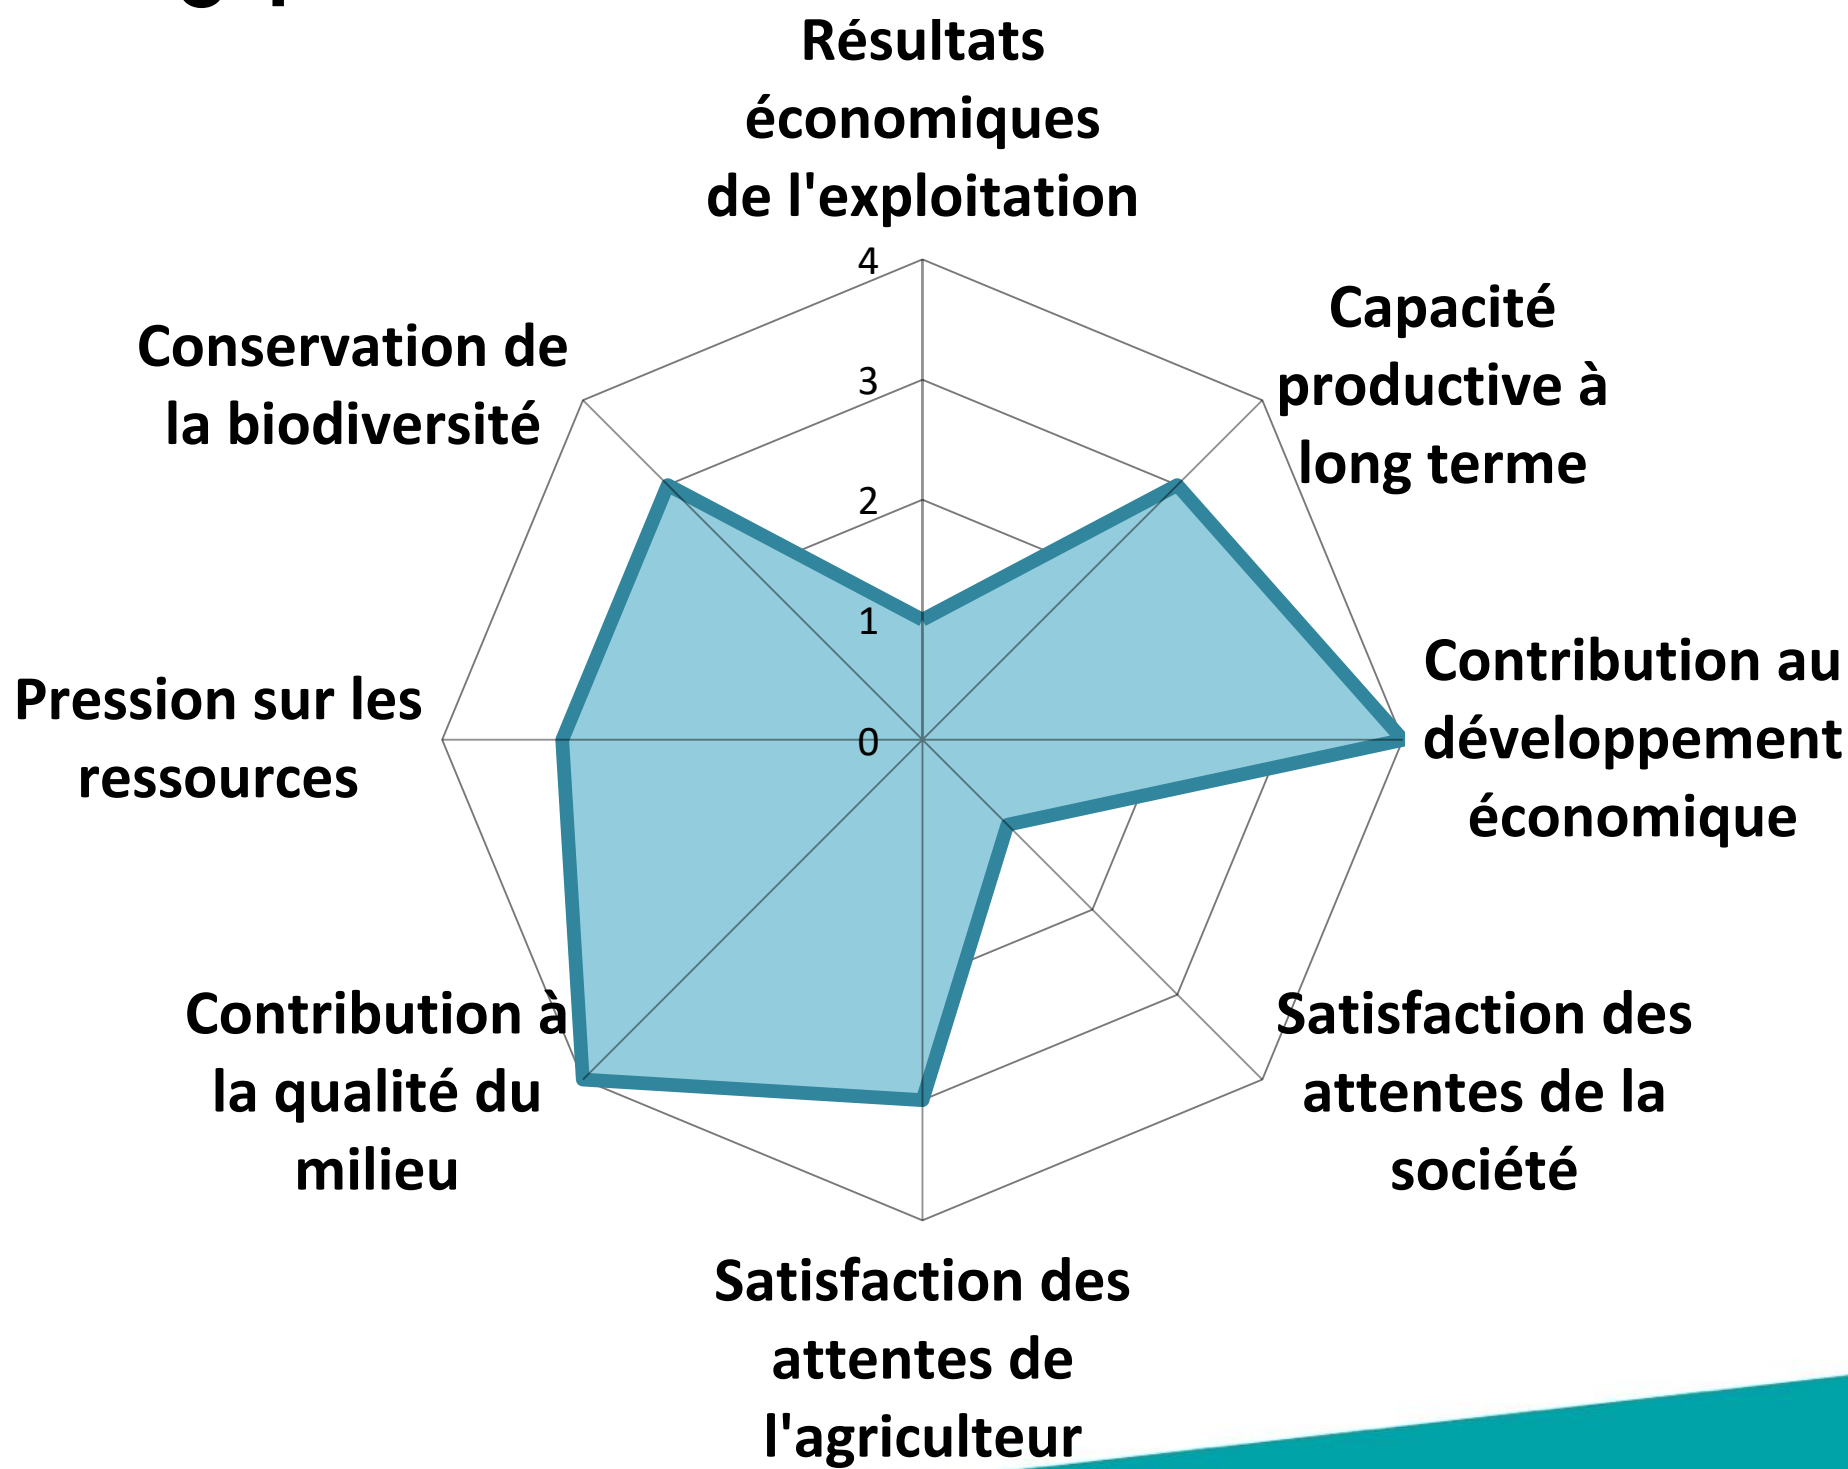 Résultats
économiques
de l'exploitation
4
3
2
1
0
Capacité
productive à
long terme
Contribution au
développement
économique
Satisfaction des
attentes de la
société
Satisfaction des
attentes de
l'agriculteur
Contribution à
la qualité du
milieu
Pression sur les
ressources
Conservation de
la biodiversité